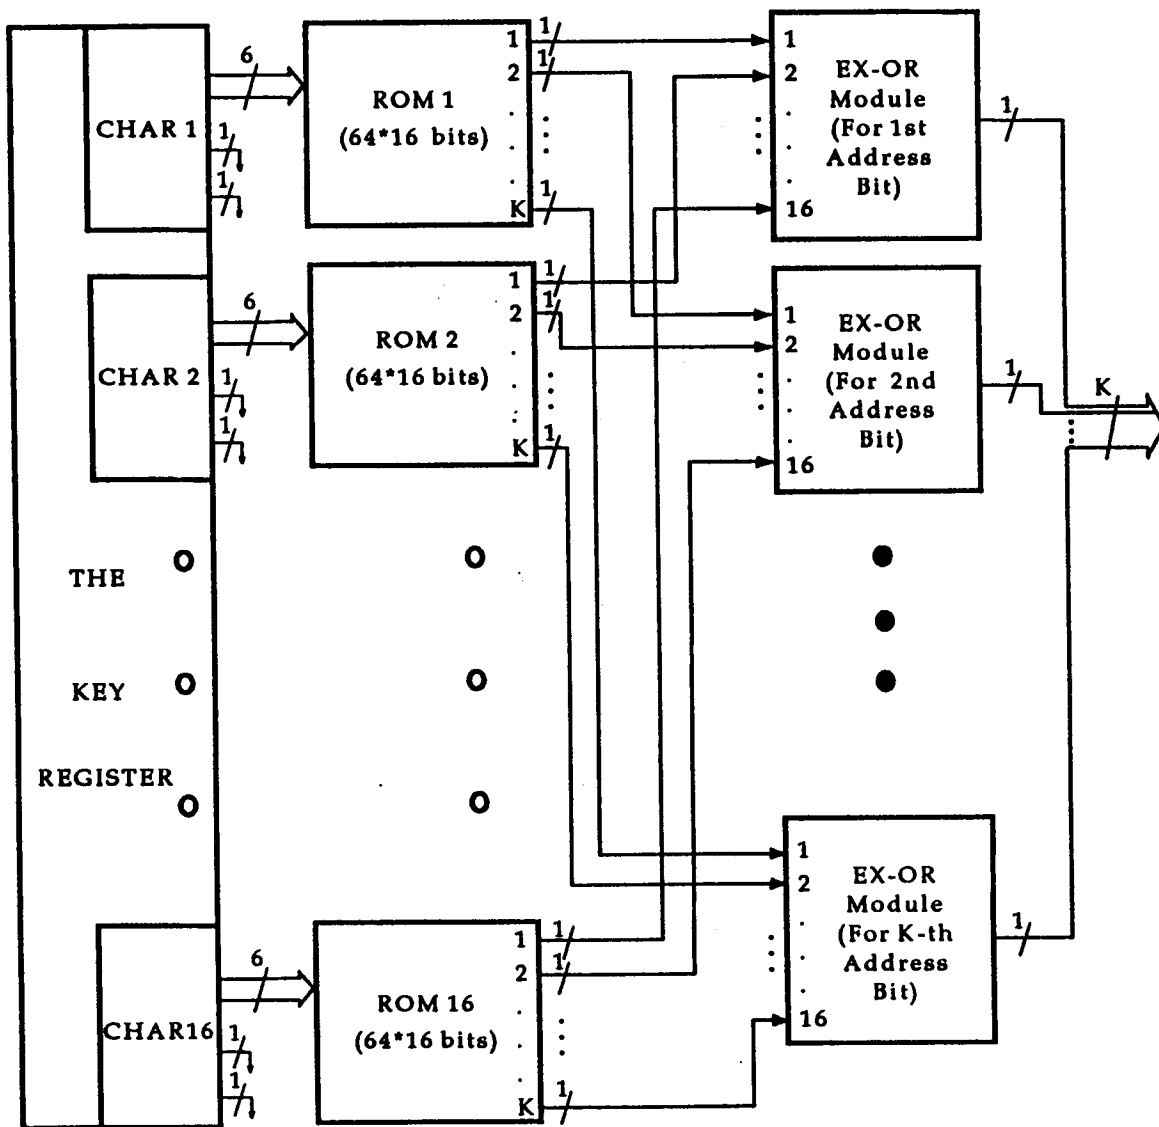 CHAR 1
6
1
1
ROM 1
(64*16 bits)
1
2
K
1
1
1
1
2
16
EX-OR
Module
(For 1st
Address
Bit)
1
CHAR 2
6
1
1
ROM 2
(64*16 bits)
1
2
K
1
1
1
1
2
16
EX-OR
Module
(For 2nd
Address
Bit)
1
K
THE
KEY
REGISTER
CHAR16
6
1
1
ROM 16
(64*16 bits)
1
2
K
1
1
1
1
2
16
EX-OR
Module
(For K-th
Address
Bit)
1